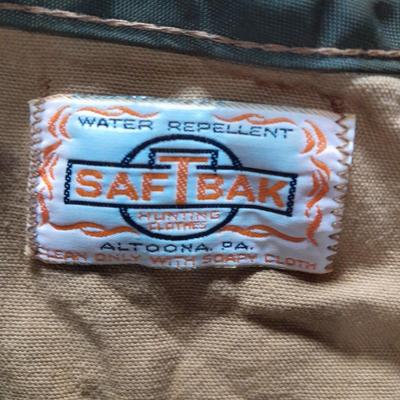 WATER REPELLENT
SAFTBAK
HUNTING
CLOTHES
ALTOONA, PA.
CLEAN ONLY WITH SOAPY CLOTH